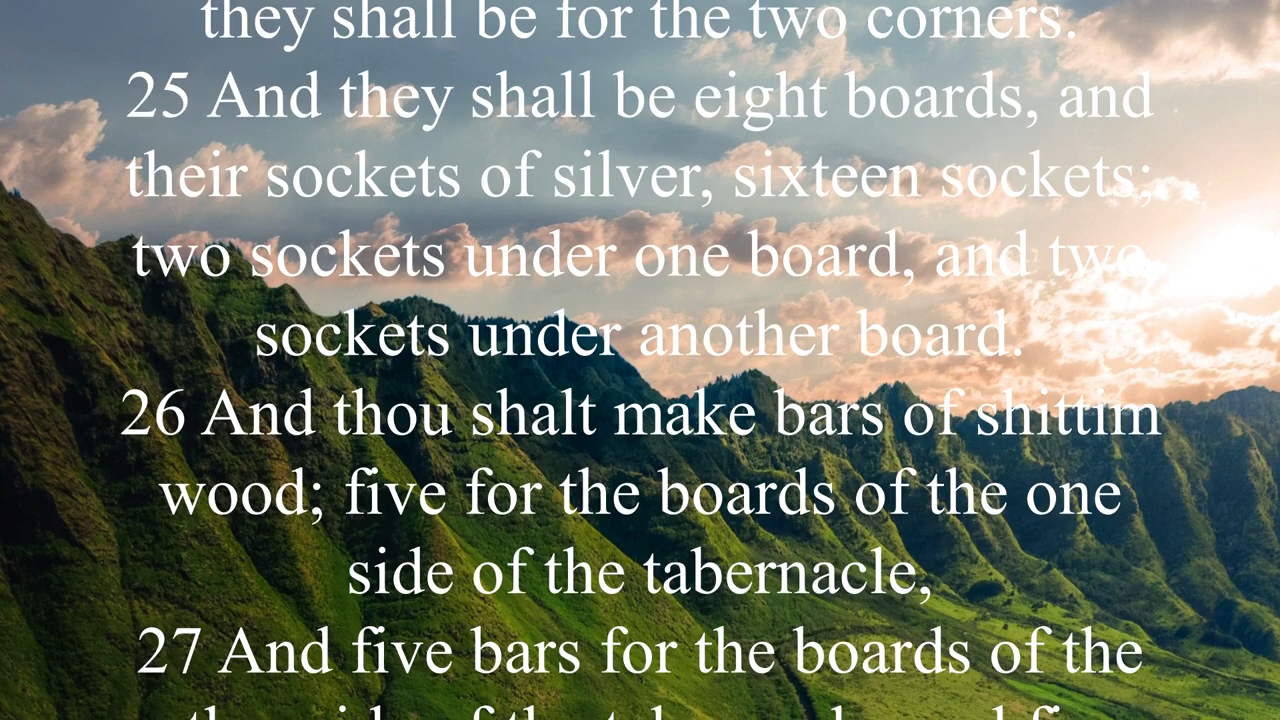 they shall be for the two corners.
25 And they shall be eight boards, and
their sockets of silver, sixteen sockets;
two sockets under one board, and two
sockets under another board.
26 And thou shalt make bars of shittim
wood; five for the boards of the one
side of the tabernacle,
27 And five bars for the boards of the